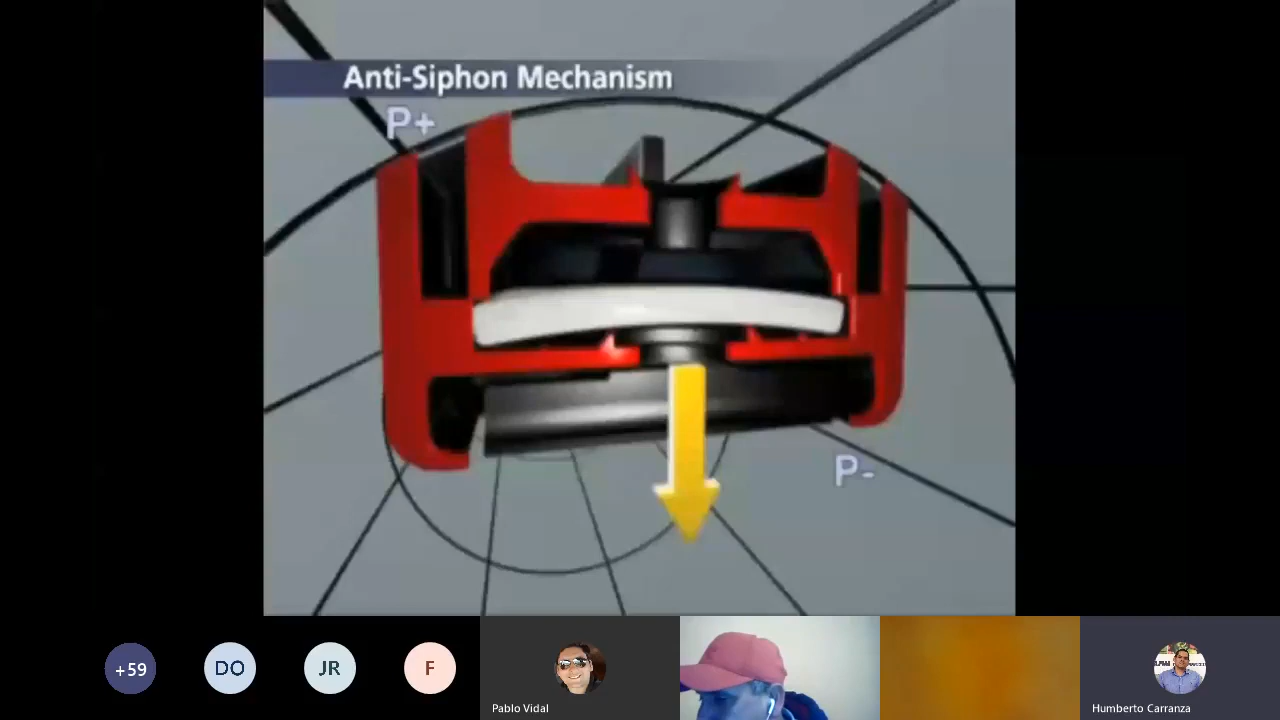 Anti-Siphon Mechanism
P+
P-
+59
DO
JR
F
Pablo Vidal
Humberto Carranza